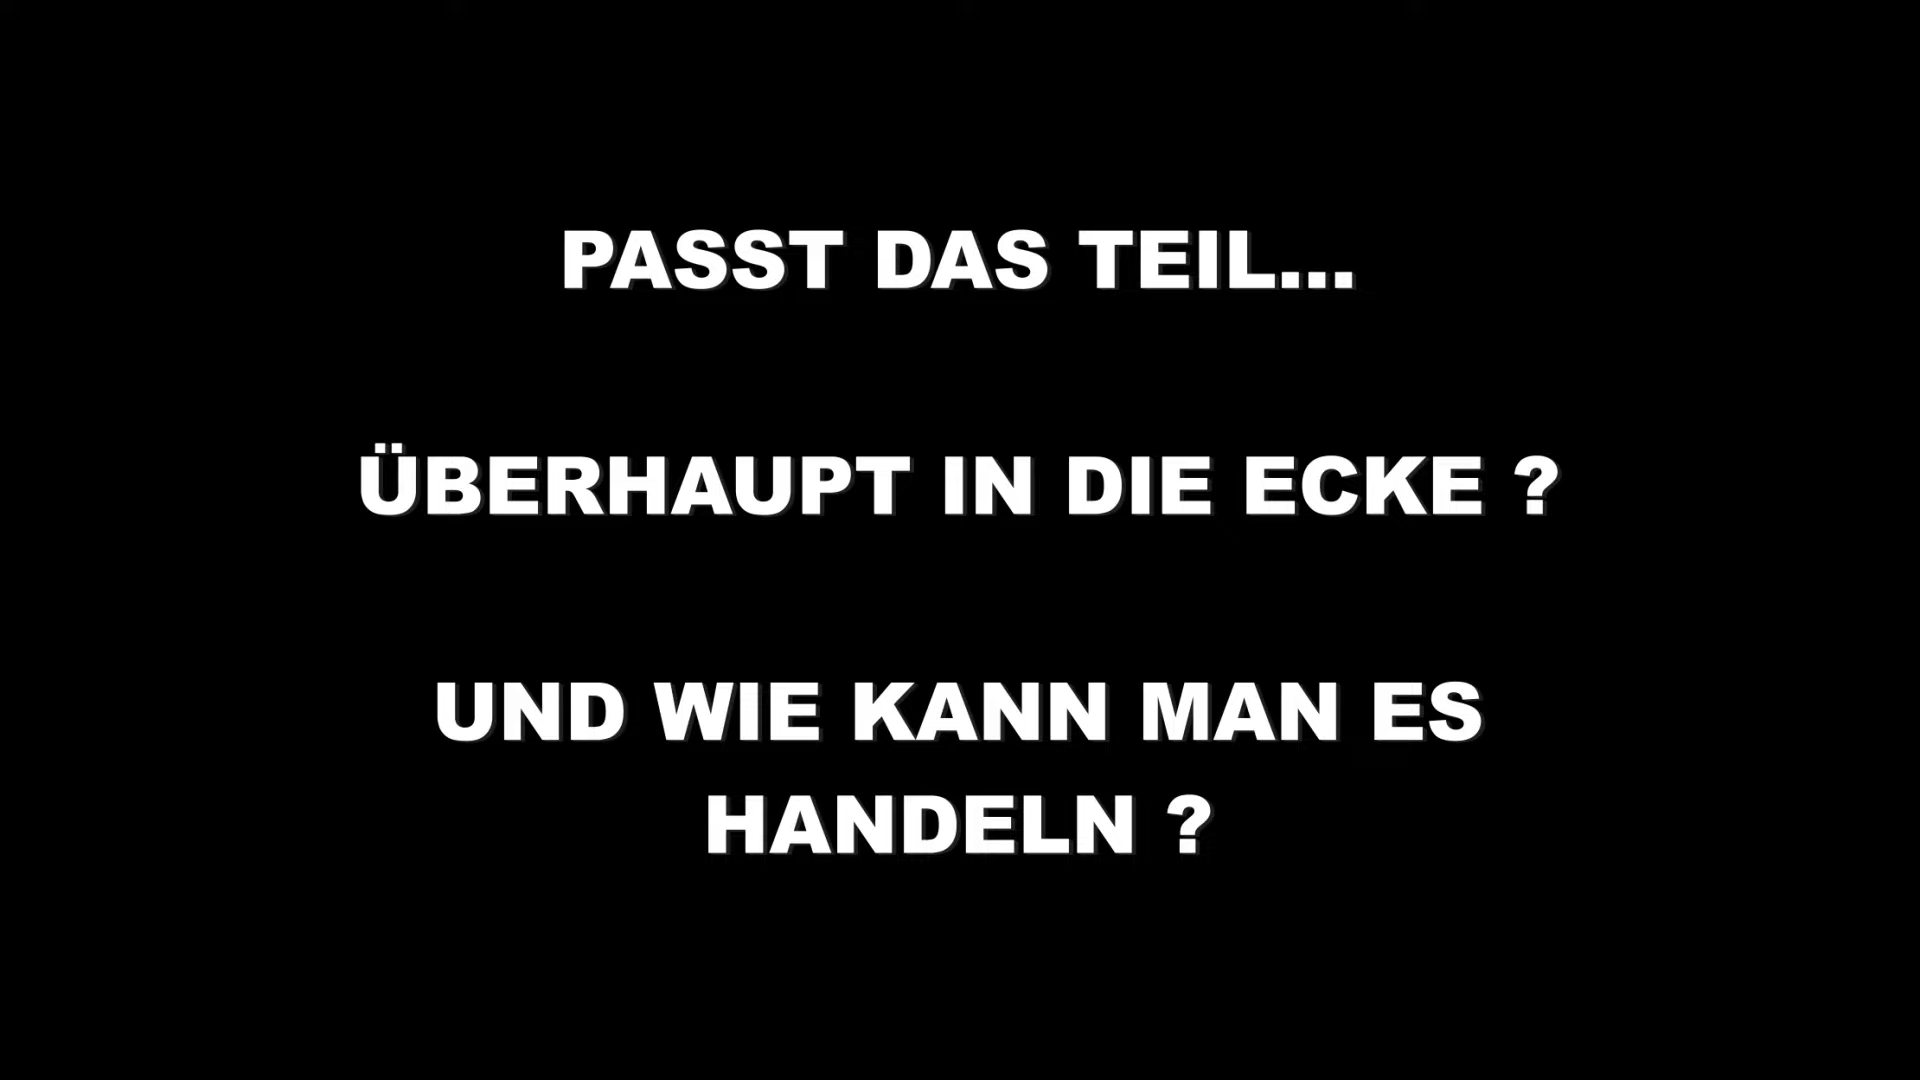 PASST DAS TEIL...
ÜBERHAUPT IN DIE ECKE ?
UND WIE KANN MAN ES
HANDELN ?